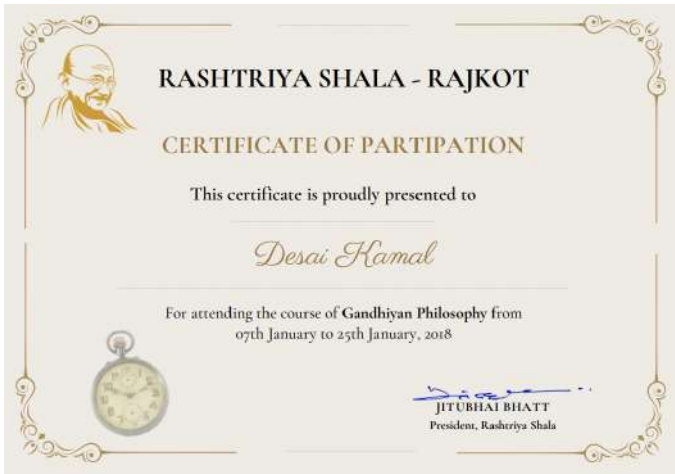 RASHTRIYA SHALA - RAJKOT
CERTIFICATE OF PARTIPATION
This certificate is proudly presented to
Desai Kamal
For attending the course of Gandhiyan Philosophy from
07th January to 25th January, 2018
JITUBHAI BHATT
President, Rashtriya Shala